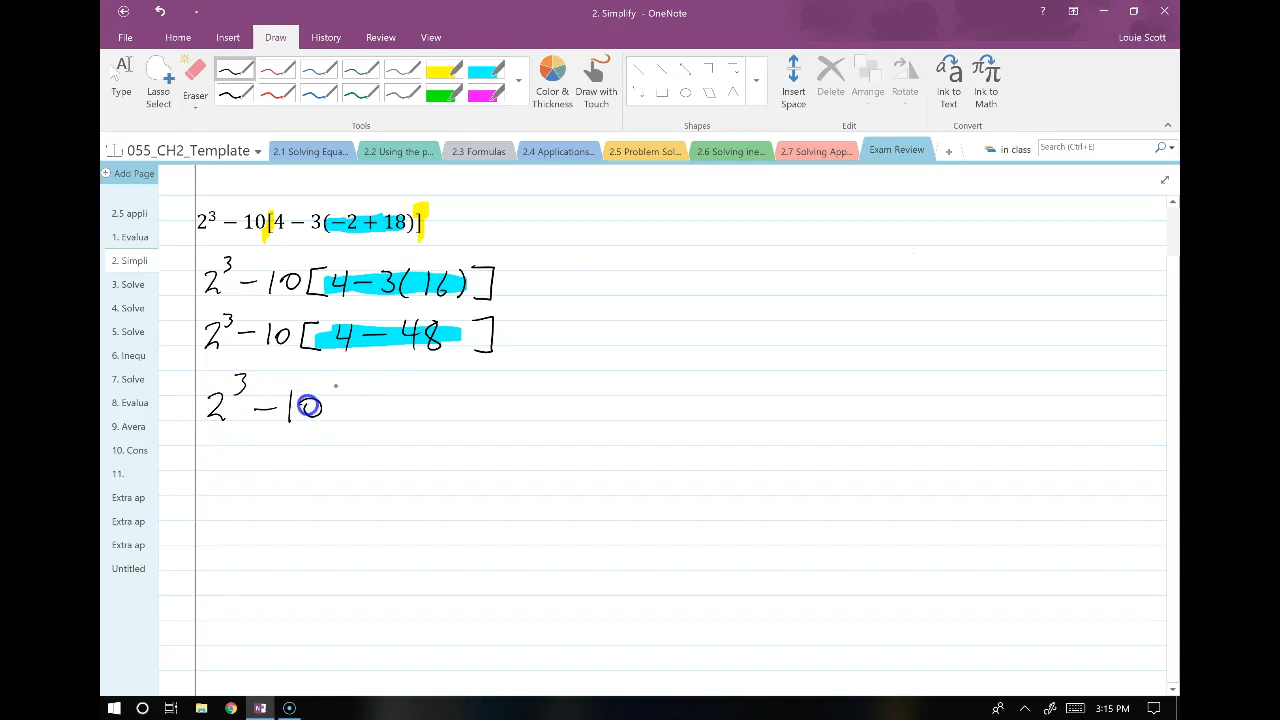 2. Simplify - OneNote
? Louie Scott
File Home Insert Draw History Review View
Type Lasso Select Eraser Color & Thickness Draw with Touch Insert Space Delete Arrange Rotate Ink to Text Ink to Math
Tools Shapes Edit Convert
055_CH2_Template 2.1 Solving Equa... 2.2 Using the p... 2.3 Formulas 2.4 Applications... 2.5 Problem Sol... 2.6 Solving ine... 2.7 Solving App... Exam Review + in class Search (Ctrl+E)
Add Page
2.5 appli
1. Evalua
2. Simpli
3. Solve
4. Solve
5. Solve
6. Inequ
7. Solve
8. Evalua
9. Avera
10. Cons
11.
Extra ap
Extra ap
Extra ap
Untitled
2³ − 10[4 − 3(−2 + 18)]
2³ − 10[4 − 3(16)]
2³ − 10[4 − 48]
2³ − 10
3:15 PM